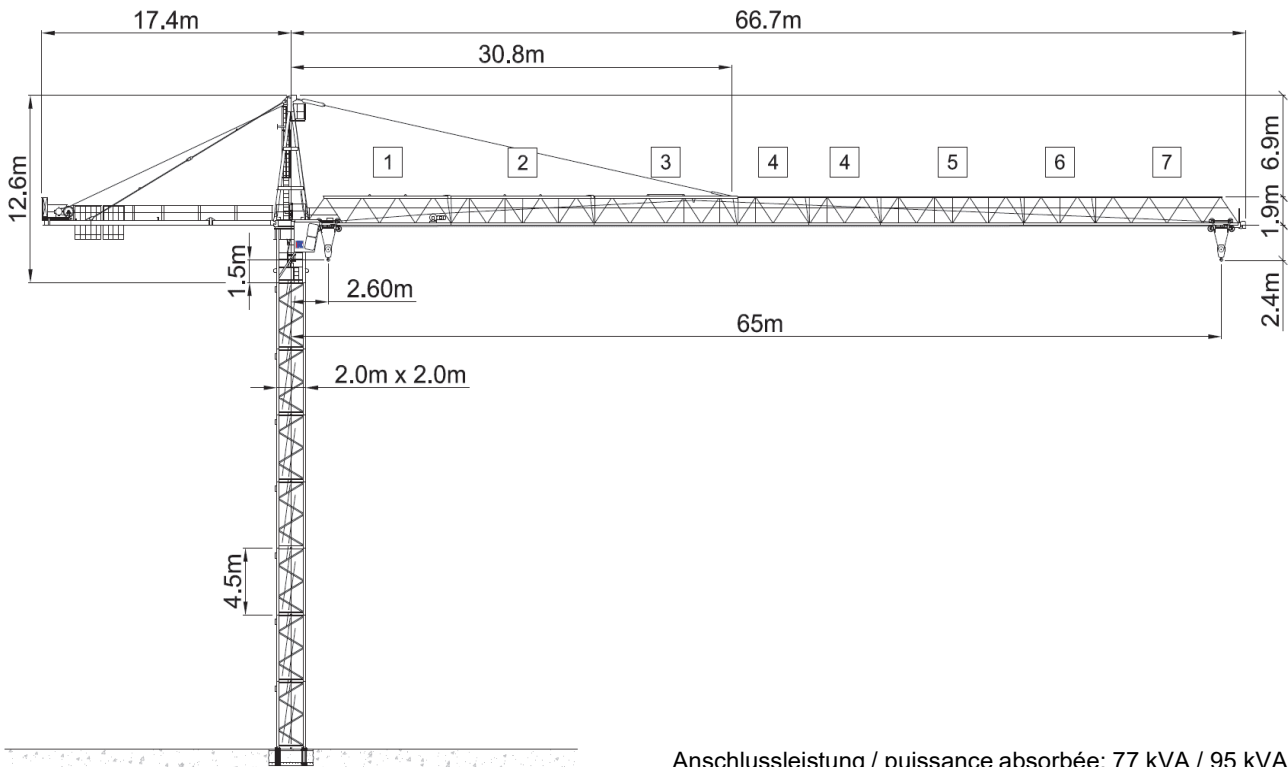 17.4m
66.7m
30.8m
12.6m
6.9m
1
2
3
4
4
5
6
7
1.9m
1.5m
2.60m
2.4m
65m
2.0m x 2.0m
4.5m
Anschlussleistung / puissance absorbée: 77 kVA / 95 kVA